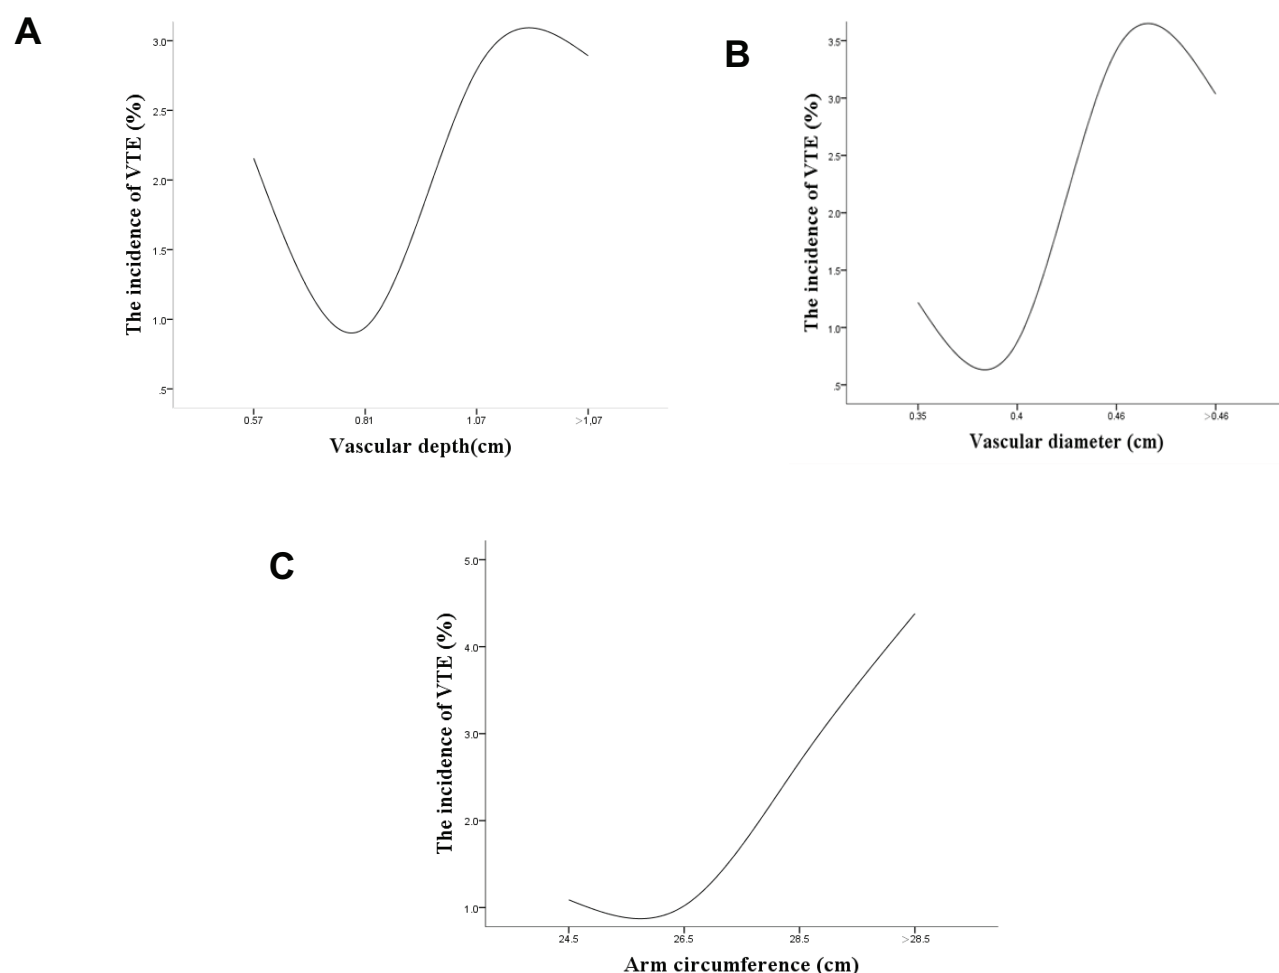 A
The incidence of VTE (%)
3.0
2.5
2.0
1.5
1.0
.5
0.57 0.81 1.07 >1,07
Vascular depth(cm)
B
The incidence of VTE (%)
3.5
3.0
2.5
2.0
1.5
1.0
.5
0.35 0.4 0.46 >0.46
Vascular diameter (cm)
C
The incidence of VTE (%)
5.0
4.0
3.0
2.0
1.0
24.5 26.5 28.5 >28.5
Arm circumference (cm)